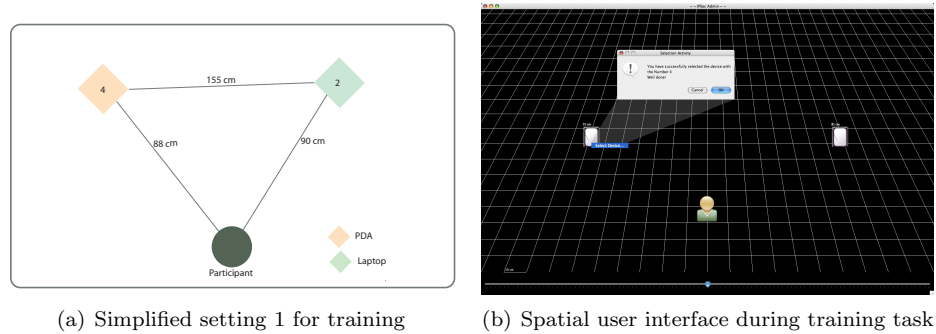 155 cm
4
2
88 cm
90 cm
PDA
Laptop
Participant
(a) Simplified setting 1 for training
Selection Activity
You have successfully selected the device with
the Number 4
Well done!
Cancel
OK
Select Device...
(b) Spatial user interface during training task